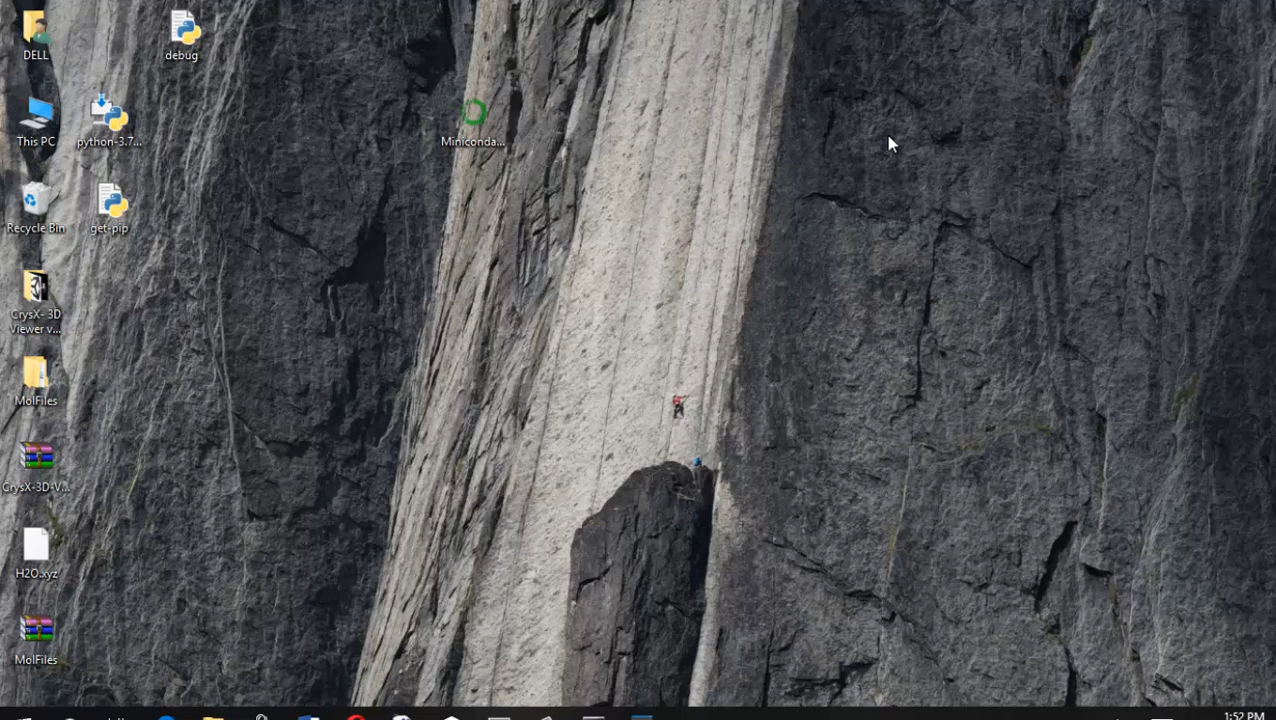 DELL
debug
This PC
python-3.7...
Miniconda...
Recycle Bin
get-pip
CrysX- 3D
Viewer v...
MolFiles
CrysX-3D-V...
H2O.xyz
MolFiles
1:52 PM